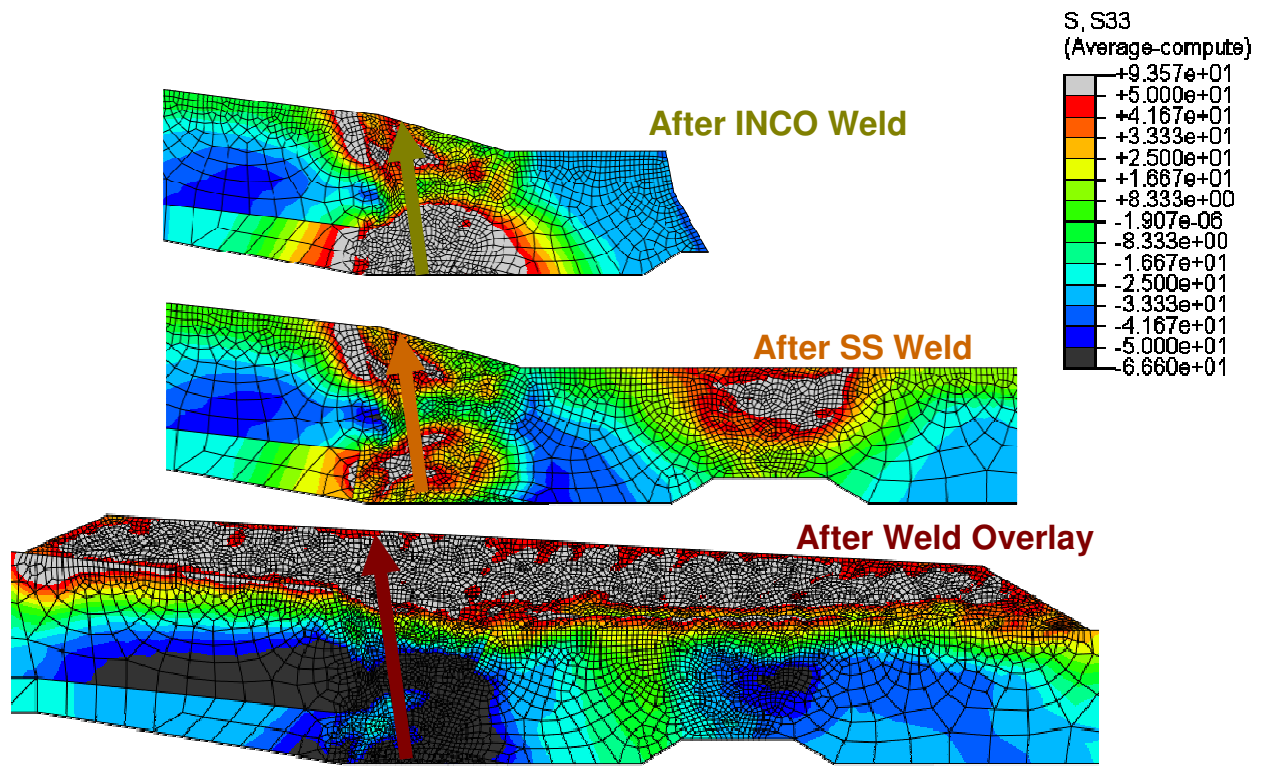 S, S33
(Average-compute)
+9.357e+01
+5.000e+01
+4.167e+01
+3.333e+01
+2.500e+01
+1.667e+01
+8.333e+00
-1.907e-06
-8.333e+00
-1.667e+01
-2.500e+01
-3.333e+01
-4.167e+01
-5.000e+01
-6.660e+01
After INCO Weld
After SS Weld
After Weld Overlay